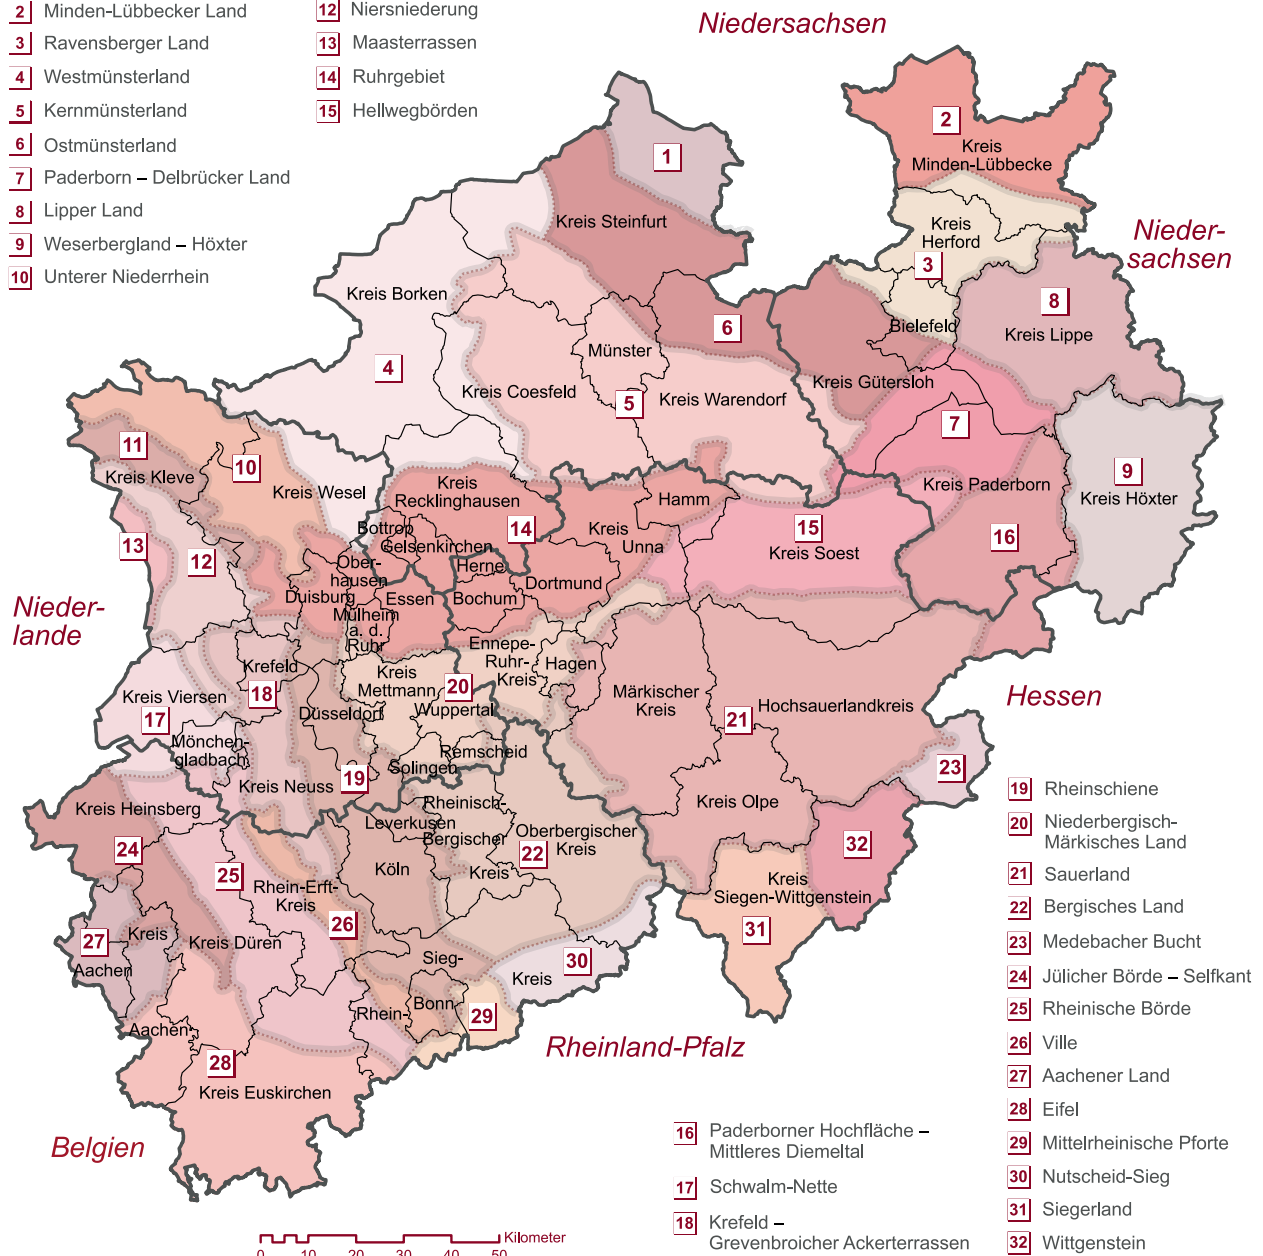 2 Minden-Lübbecker Land
3 Ravensberger Land
4 Westmünsterland
5 Kernmünsterland
6 Ostmünsterland
7 Paderborn – Delbrücker Land
8 Lipper Land
9 Weserbergland – Höxter
10 Unterer Niederrhein
12 Niersniederung
13 Maasterrassen
14 Ruhrgebiet
15 Hellwegbörden
Niedersachsen
2
Kreis
Minden-Lübbecke
1
Kreis Steinfurt
Kreis
Herford
3
Nieder-
sachsen
Kreis Borken
8
Kreis Lippe
6
Bielefeld
Münster
4
Kreis Gütersloh
Kreis Coesfeld
5
Kreis Warendorf
7
11
Kreis Kleve
10
Kreis Wesel
Kreis
Recklinghausen
Hamm
Kreis Paderborn
9
Kreis Höxter
Bottrop
Gelsenkirchen
14
Kreis
Unna
15
Kreis Soest
16
13
12
Ober-
hausen
Herne
Dortmund
Duisburg
Essen
Bochum
Mülheim
a. d.
Ruhr
Nieder-
lande
Ennepe-
Ruhr-
Kreis
Hagen
Krefeld
Kreis
Mettmann
20
Wuppertal
Märkischer
Kreis
Hochsauerlandkreis
21
Hessen
Kreis Viersen
18
17
Düsseldorf
Mönchen-
gladbach
Remscheid
Solingen
23
Kreis Neuss
19
Kreis Heinsberg
Rheinisch-
Bergischer
Kreis
Leverkusen
Oberbergischer
Kreis
Kreis Olpe
24
22
32
Köln
25
Rhein-Erft-
Kreis
Kreis
Siegen-Wittgenstein
26
31
27
Kreis
Aachen
Kreis Düren
Sieg-
Kreis
30
Rhein-
Bonn
29
Aachen
28
Kreis Euskirchen
Rheinland-Pfalz
Belgien
19 Rheinschiene
20 Niederbergisch-
Märkisches Land
21 Sauerland
22 Bergisches Land
23 Medebacher Bucht
24 Jülicher Börde – Selfkant
25 Rheinische Börde
26 Ville
27 Aachener Land
28 Eifel
29 Mittelrheinische Pforte
30 Nutscheid-Sieg
31 Siegerland
32 Wittgenstein
16 Paderborner Hochfläche –
Mittleres Diemeltal
17 Schwalm-Nette
18 Krefeld –
Grevenbroicher Ackerterrassen
Kilometer
0 10 20 30 40 50